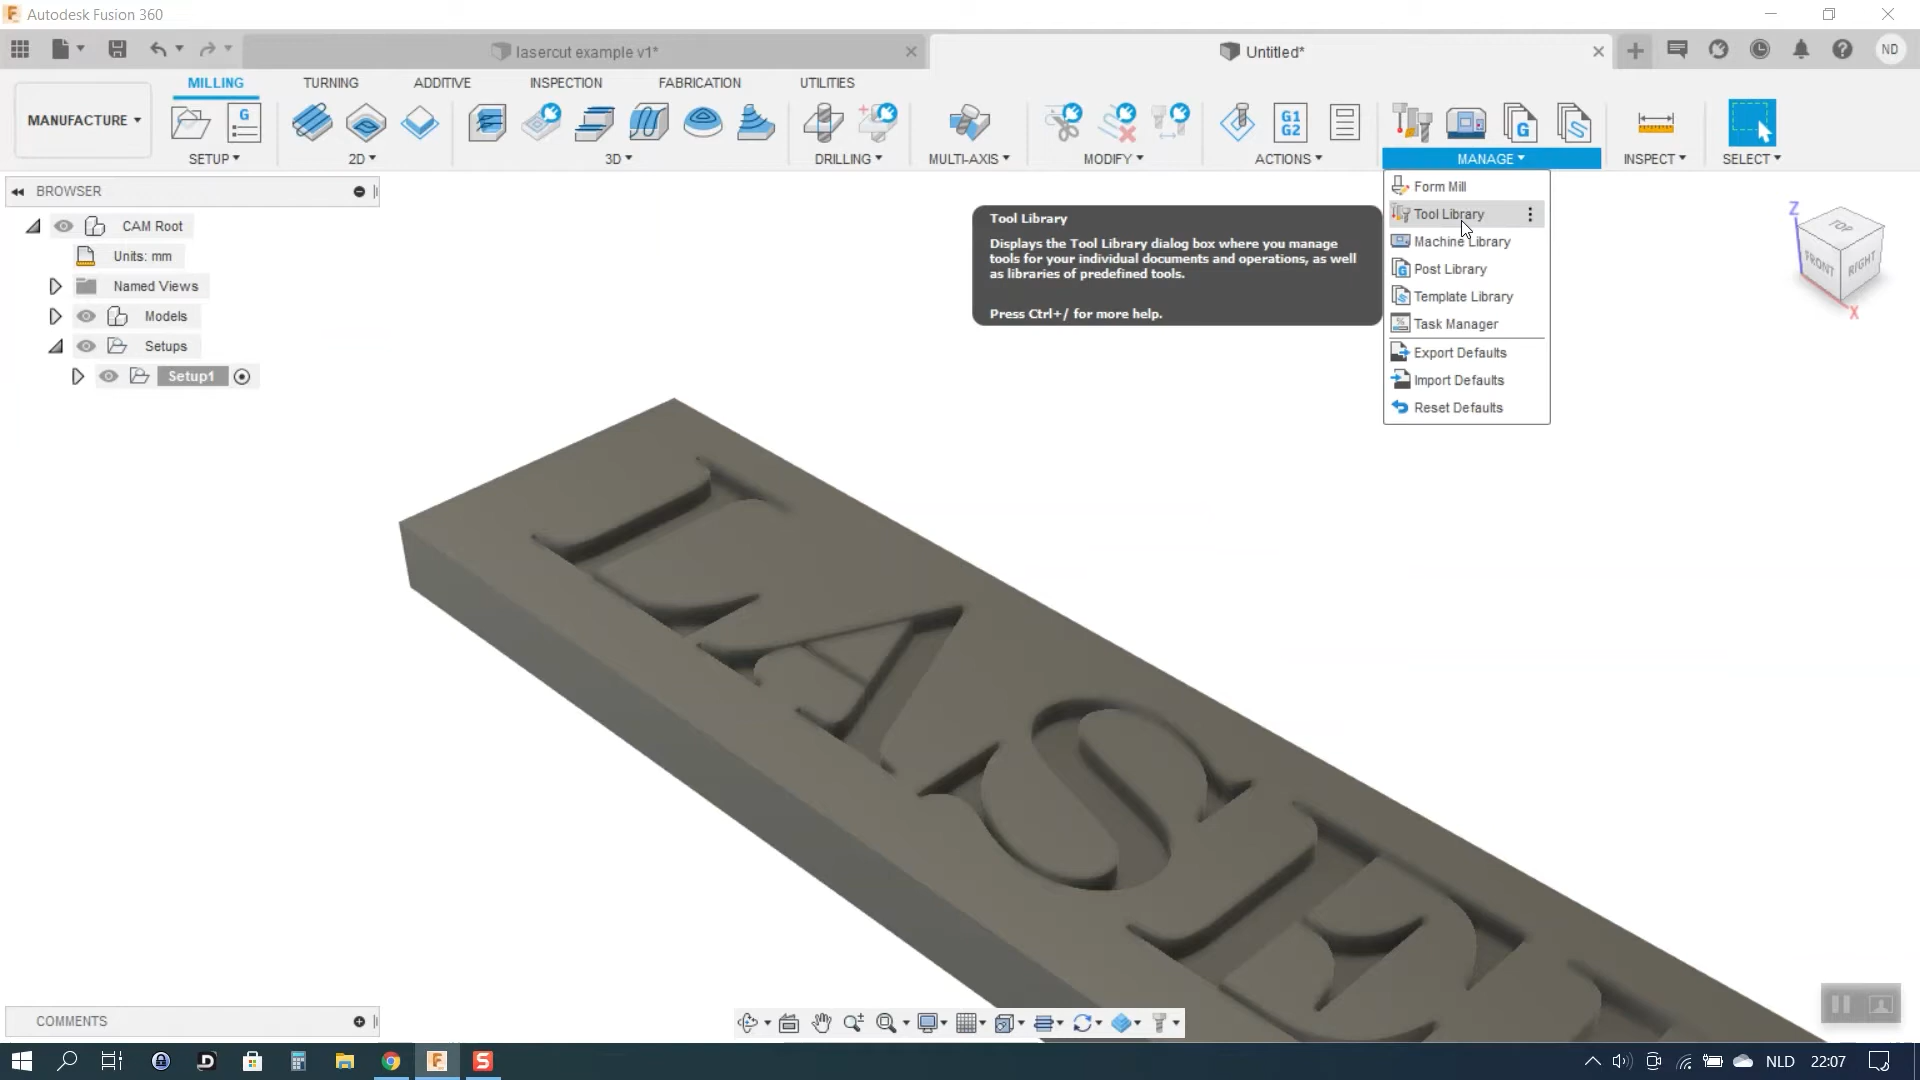 Autodesk Fusion 360
lasercut example v1*
Untitled*
ND
MILLING
TURNING
ADDITIVE
INSPECTION
FABRICATION
UTILITIES
MANUFACTURE
G
G1
G2
G
SETUP
2D
3D
DRILLING
MULTI-AXIS
MODIFY
ACTIONS
MANAGE
INSPECT
SELECT
BROWSER
CAM Root
Units: mm
Named Views
Models
Setups
Setup1
Tool Library
Displays the Tool Library dialog box where you manage
tools for your individual documents and operations, as well
as libraries of predefined tools.
Press Ctrl+/ for more help.
Form Mill
Tool Library
Machine Library
Post Library
Template Library
Task Manager
Export Defaults
Import Defaults
Reset Defaults
Z
TOP
FRONT
RIGHT
X
LASE
COMMENTS
NLD
22:07